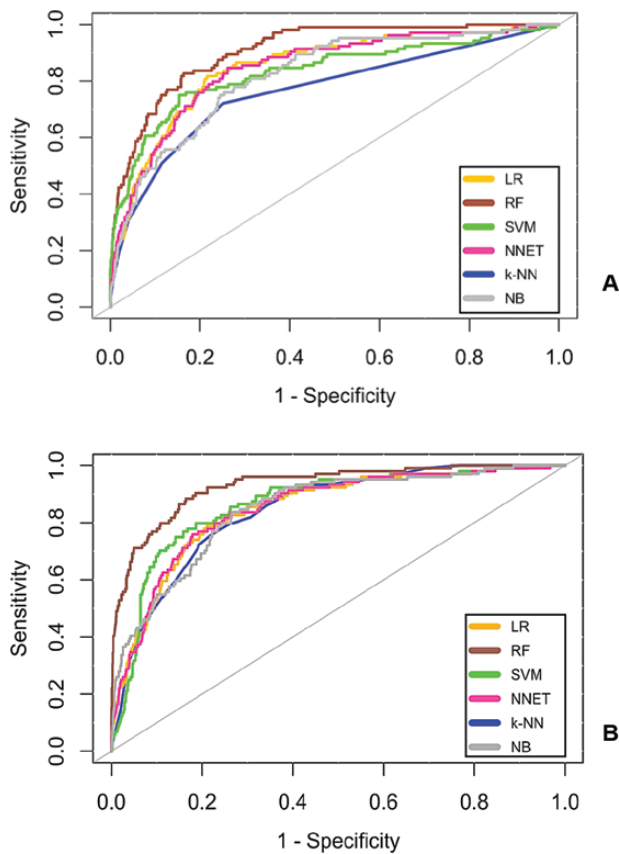 1.0
0.8
0.6
0.4
0.2
0.0
Sensitivity
LR
RF
SVM
NNET
k-NN
NB
0.0 0.2 0.4 0.6 0.8 1.0
1 - Specificity
A
1.0
0.8
0.6
0.4
0.2
0.0
Sensitivity
LR
RF
SVM
NNET
k-NN
NB
0.0 0.2 0.4 0.6 0.8 1.0
1 - Specificity
B